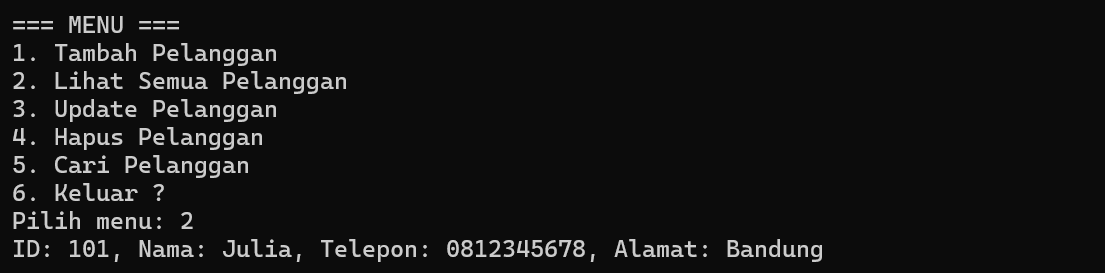 === MENU ===
1. Tambah Pelanggan
2. Lihat Semua Pelanggan
3. Update Pelanggan
4. Hapus Pelanggan
5. Cari Pelanggan
6. Keluar ?
Pilih menu: 2
ID: 101, Nama: Julia, Telepon: 0812345678, Alamat: Bandung